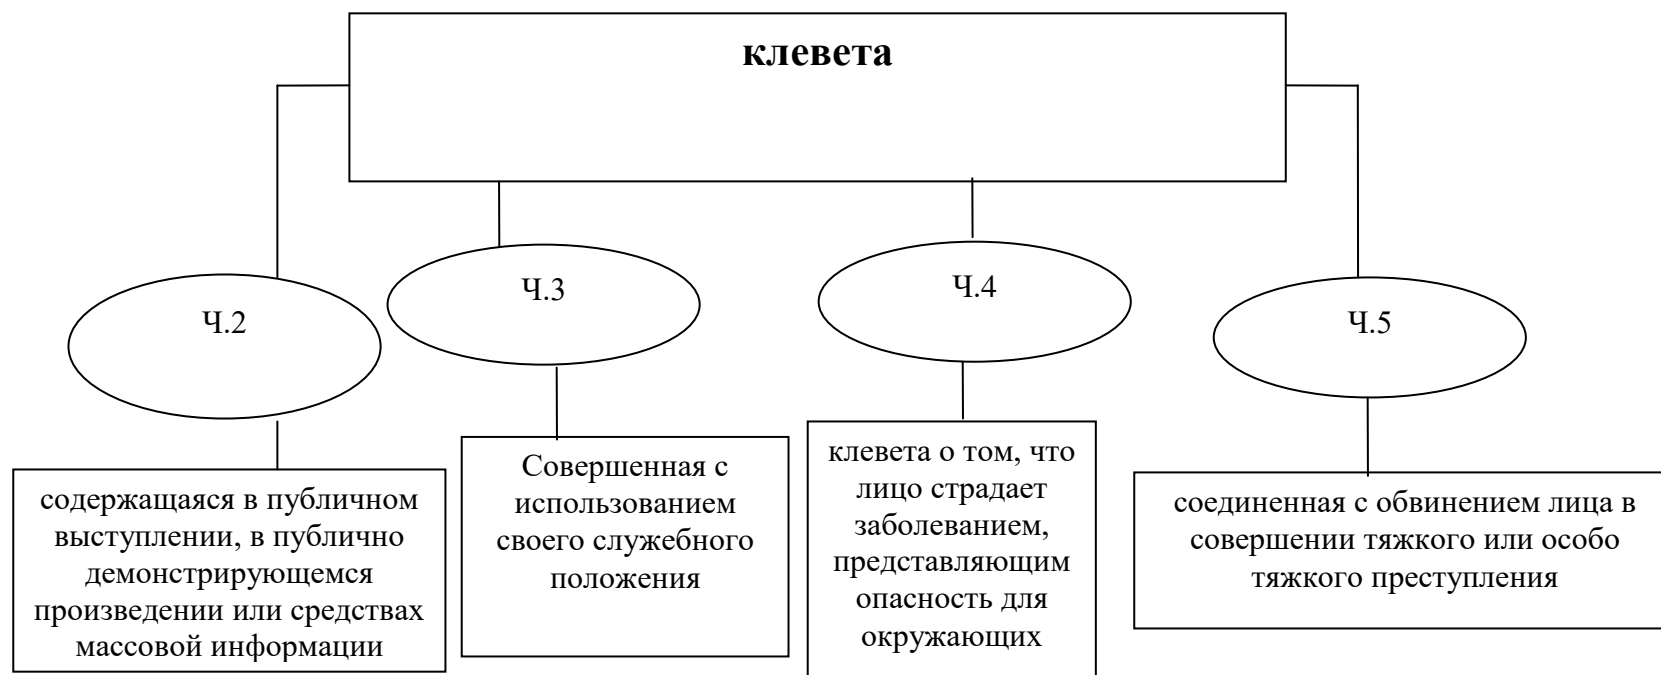 клевета
Ч.2
Ч.3
Ч.4
Ч.5
содержащаяся в публичном
выступлении, в публично
демонстрирующемся
произведении или средствах
массовой информации
Совершенная с
использованием
своего служебного
положения
клевета о том, что
лицо страдает
заболеванием,
представляющим
опасность для
окружающих
соединенная с обвинением лица в
совершении тяжкого или особо
тяжкого преступления